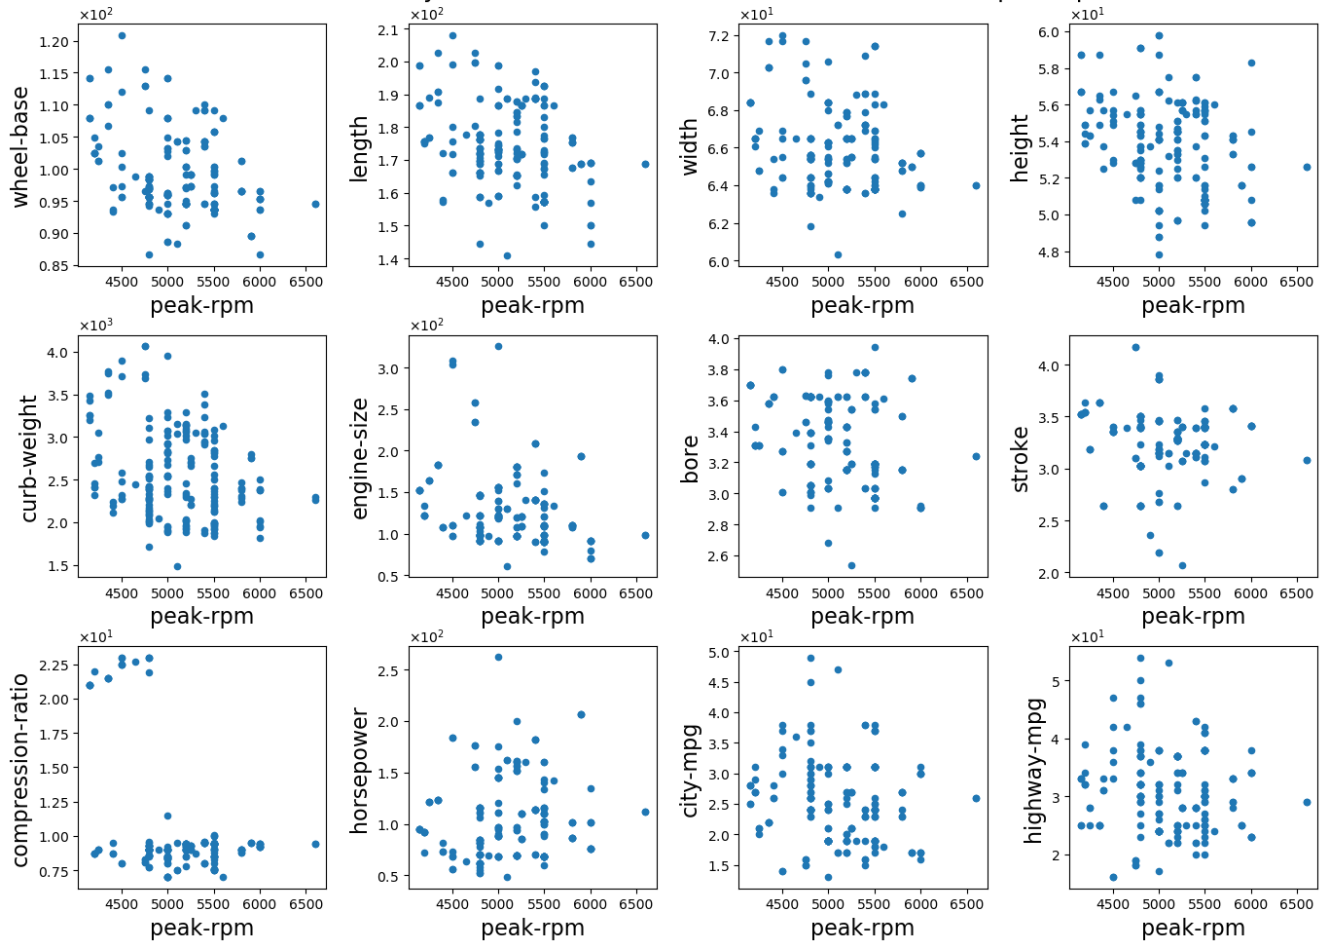 ×10² ×10² ×10¹ ×10¹
wheel-base
1.20
1.15
1.10
1.05
1.00
0.95
0.90
0.85
4500 5000 5500 6000 6500
peak-rpm
length
2.1
2.0
1.9
1.8
1.7
1.6
1.5
1.4
4500 5000 5500 6000 6500
peak-rpm
width
7.2
7.0
6.8
6.6
6.4
6.2
6.0
4500 5000 5500 6000 6500
peak-rpm
height
6.0
5.8
5.6
5.4
5.2
5.0
4.8
4500 5000 5500 6000 6500
peak-rpm
×10³
curb-weight
4.0
3.5
3.0
2.5
2.0
1.5
4500 5000 5500 6000 6500
peak-rpm
×10²
engine-size
3.0
2.5
2.0
1.5
1.0
0.5
4500 5000 5500 6000 6500
peak-rpm
bore
4.0
3.8
3.6
3.4
3.2
3.0
2.8
2.6
4500 5000 5500 6000 6500
peak-rpm
stroke
4.0
3.5
3.0
2.5
2.0
4500 5000 5500 6000 6500
peak-rpm
×10¹
compression-ratio
2.25
2.00
1.75
1.50
1.25
1.00
0.75
4500 5000 5500 6000 6500
peak-rpm
×10²
horsepower
2.5
2.0
1.5
1.0
0.5
4500 5000 5500 6000 6500
peak-rpm
×10¹
city-mpg
5.0
4.5
4.0
3.5
3.0
2.5
2.0
1.5
4500 5000 5500 6000 6500
peak-rpm
×10¹
highway-mpg
5
4
3
2
4500 5000 5500 6000 6500
peak-rpm